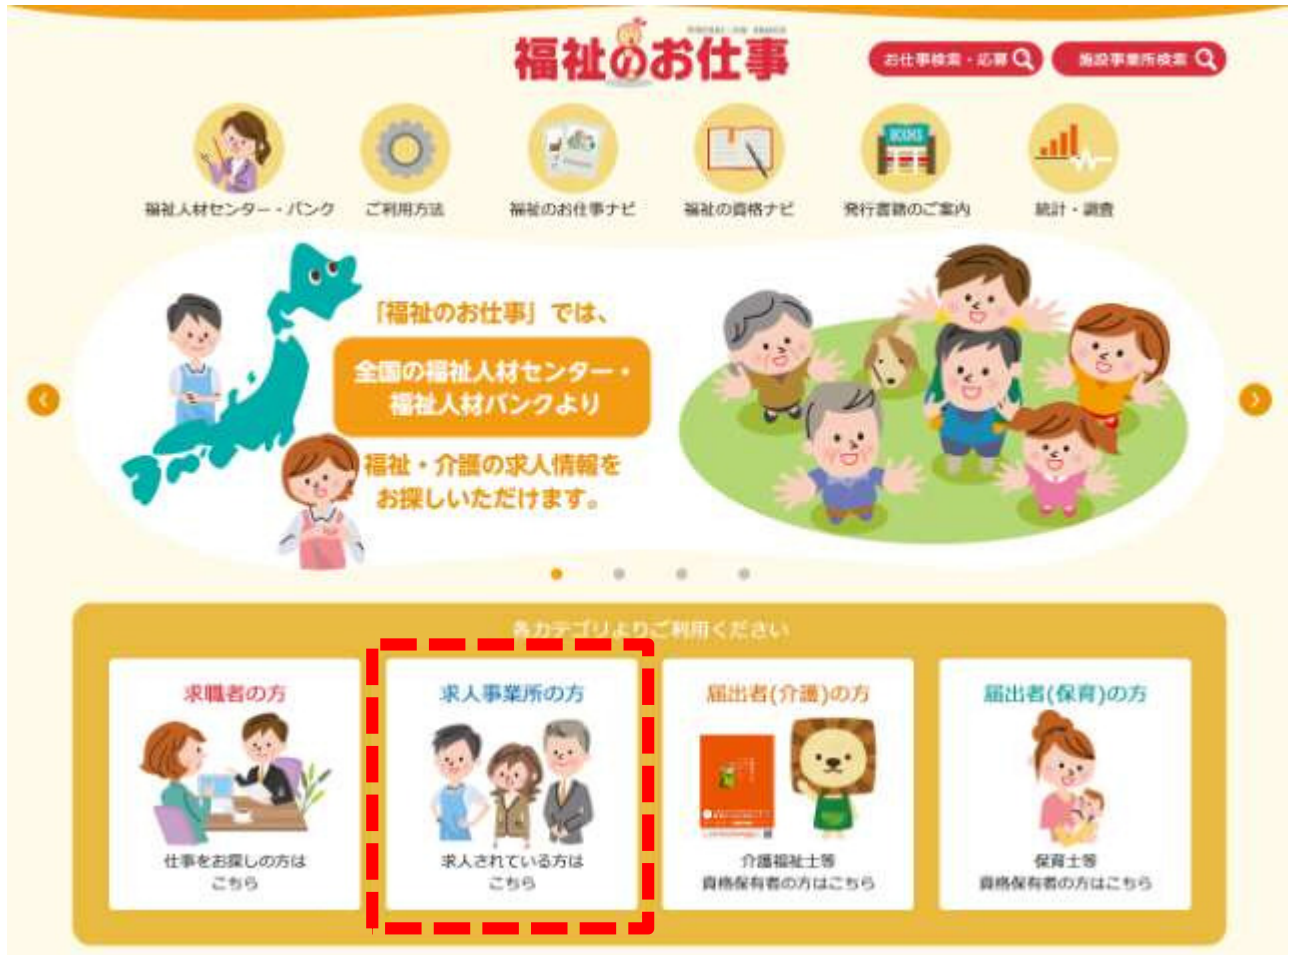 福祉のお仕事
お仕事検索・応募
施設事業所検索
BOOKS
福祉人材センター・バンク
ご利用方法
福祉のお仕事ナビ
福祉の資格ナビ
発行書籍のご案内
統計・調査
「福祉のお仕事」では、
全国の福祉人材センター・
福祉人材バンクより
福祉・介護の求人情報を
お探しいただけます。
各カテゴリよりご利用ください
求職者の方
仕事をお探しの方は
こちら
求人事業所の方
求人されている方は
こちら
届出者(介護)の方
介護福祉士等
資格保有者の方はこちら
届出者(保育)の方
保育士等
資格保有者の方はこちら